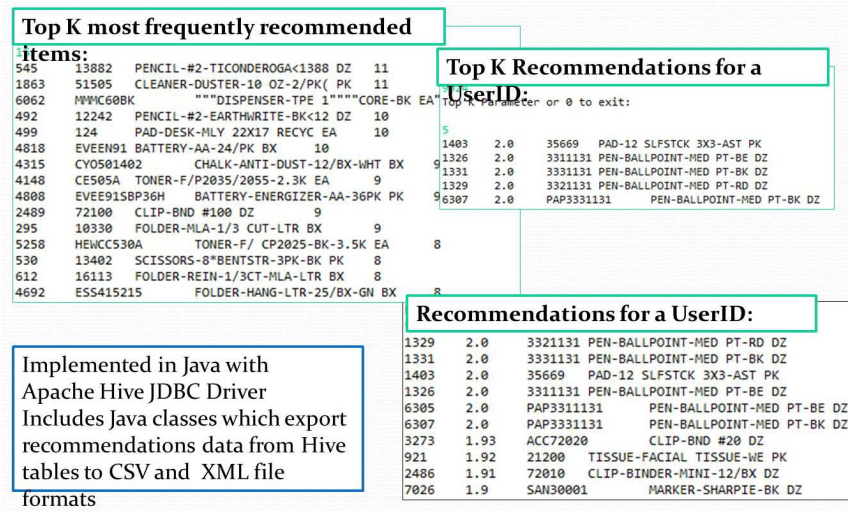 Top K most frequently recommended
items:
545 13882 PENCIL-#2-TICONDEROGA<1388 DZ 11
1863 51505 CLEANER-DUSTER-10 OZ-2/PK( PK 11
6062 MMMC60BK """DISPENSER-TPE 1""""CORE-BK EA"
492 12242 PENCIL-#2-EARTHWRITE-BK<12 DZ 10
499 124 PAD-DESK-MLY 22X17 RECYC EA 10
4818 EVEEN91 BATTERY-AA-24/PK BX 10
4315 CYO501402 CHALK-ANTI-DUST-12/BX-WHT BX 9
4148 CE505A TONER-F/P2035/2055-2.3K EA 9
4808 EVEE91SBP36H BATTERY-ENERGIZER-AA-36PK PK 9
2489 72100 CLIP-BND #100 DZ 9
295 10330 FOLDER-MLA-1/3 CUT-LTR BX 9
5258 HEWCC530A TONER-F/ CP2025-BK-3.5K EA 8
530 13402 SCISSORS-8*BENTSTR-3PK-BK PK 8
612 16113 FOLDER-REIN-1/3CT-MLA-LTR BX 8
4692 ESS415215 FOLDER-HANG-LTR-25/BX-GN BX 8
Top K Recommendations for a
UserID:
Top K Parameter or 0 to exit:
5
1403 2.0 35669 PAD-12 SLFSTCK 3X3-AST PK
1326 2.0 3311131 PEN-BALLPOINT-MED PT-BE DZ
1331 2.0 3331131 PEN-BALLPOINT-MED PT-BK DZ
1329 2.0 3321131 PEN-BALLPOINT-MED PT-RD DZ
6307 2.0 PAP3331131 PEN-BALLPOINT-MED PT-BK DZ
Recommendations for a UserID:
1329 2.0 3321131 PEN-BALLPOINT-MED PT-RD DZ
1331 2.0 3331131 PEN-BALLPOINT-MED PT-BK DZ
1403 2.0 35669 PAD-12 SLFSTCK 3X3-AST PK
1326 2.0 3311131 PEN-BALLPOINT-MED PT-BE DZ
6305 2.0 PAP3311131 PEN-BALLPOINT-MED PT-BE DZ
6307 2.0 PAP3331131 PEN-BALLPOINT-MED PT-BK DZ
3273 1.93 ACC72020 CLIP-BND #20 DZ
921 1.92 21200 TISSUE-FACIAL TISSUE-WE PK
2486 1.91 72010 CLIP-BINDER-MINI-12/BX DZ
7026 1.9 SAN30001 MARKER-SHARPIE-BK DZ
Implemented in Java with
Apache Hive JDBC Driver
Includes Java classes which export
recommendations data from Hive
tables to CSV and XML file
formats